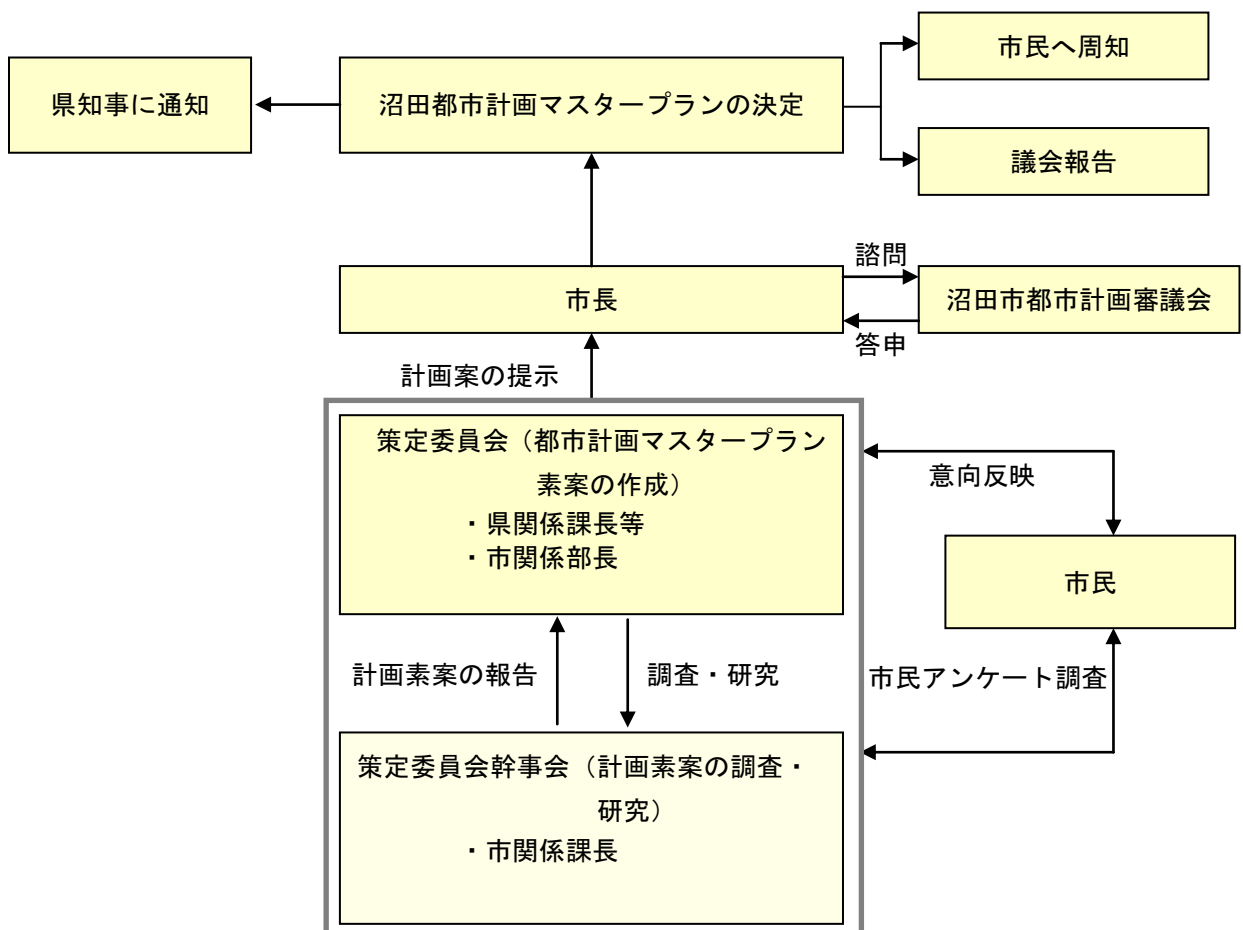 市民へ周知
県知事に通知
沼田都市計画マスタープランの決定
議会報告
諮問
市長
沼田市都市計画審議会
答申
計画案の提示
策定委員会（都市計画マスタープラン
素案の作成）
・県関係課長等
・市関係部長
意向反映
市民
計画素案の報告
調査・研究
市民アンケート調査
策定委員会幹事会（計画素案の調査・
研究）
・市関係課長